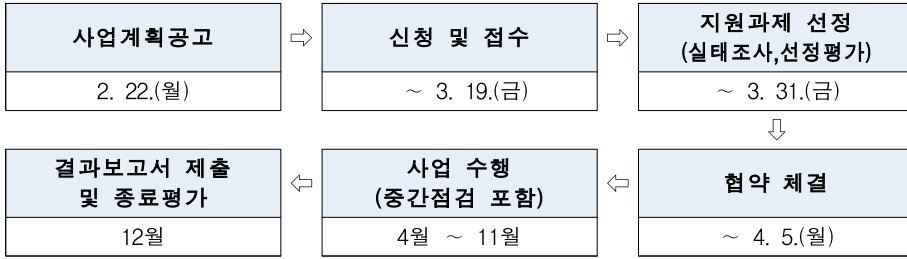 사업계획공고
2. 22.(월)
⇨
신청 및 접수
~ 3. 19.(금)
⇨
지원과제 선정
(실태조사,선정평가)
~ 3. 31.(금)
⇩
협약 체결
~ 4. 5.(월)
⇦
사업 수행
(중간점검 포함)
4월 ~ 11월
⇦
결과보고서 제출
및 종료평가
12월